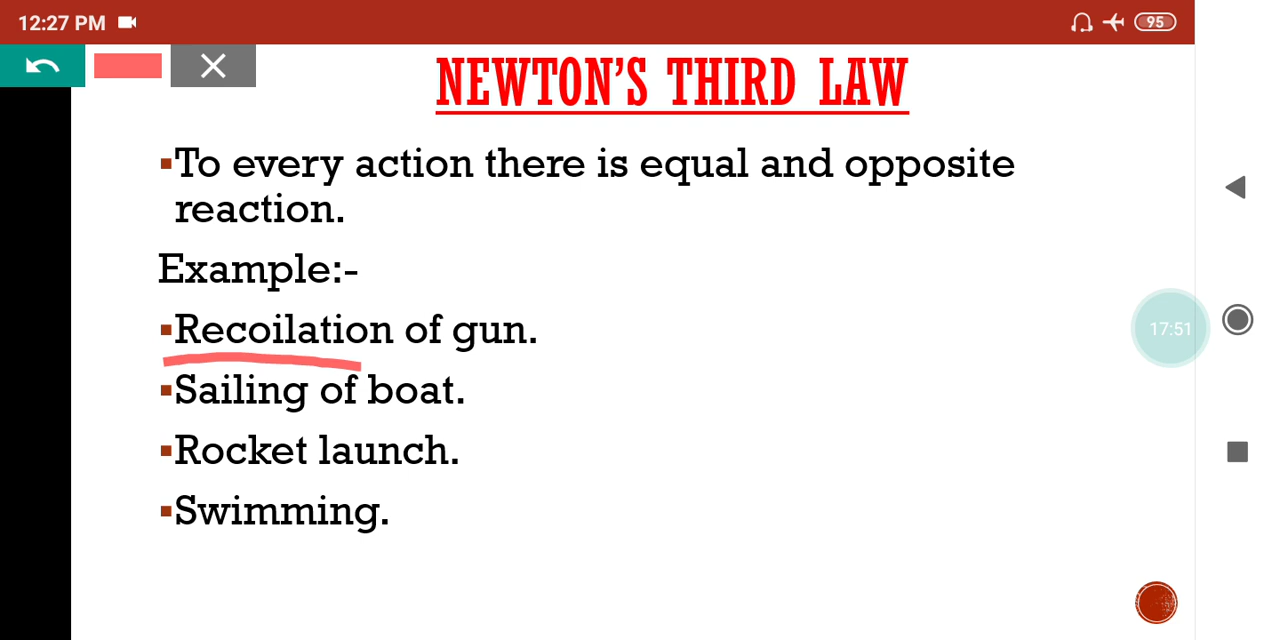 12:27 PM
95
NEWTON'S THIRD LAW
▪To every action there is equal and opposite
reaction.
Example:-
▪Recoilation of gun.
17:51
▪Sailing of boat.
▪Rocket launch.
▪Swimming.